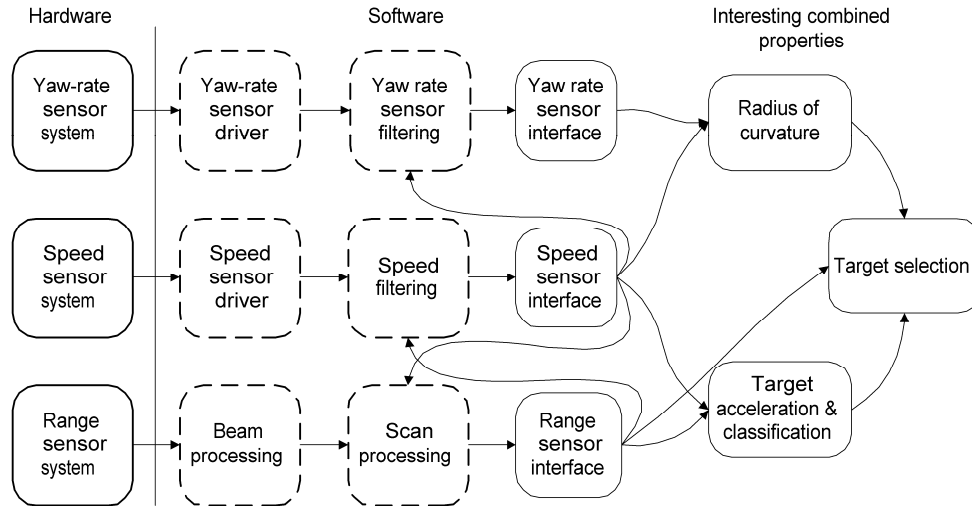 Hardware
Software
Interesting combined
properties
Yaw-rate
sensor
system
Yaw-rate
sensor
driver
Yaw rate
sensor
filtering
Yaw rate
sensor
interface
Radius of
curvature
Speed
sensor
system
Speed
sensor
driver
Speed
filtering
Speed
sensor
interface
Target selection
Range
sensor
system
Beam
processing
Scan
processing
Range
sensor
interface
Target
acceleration &
classification